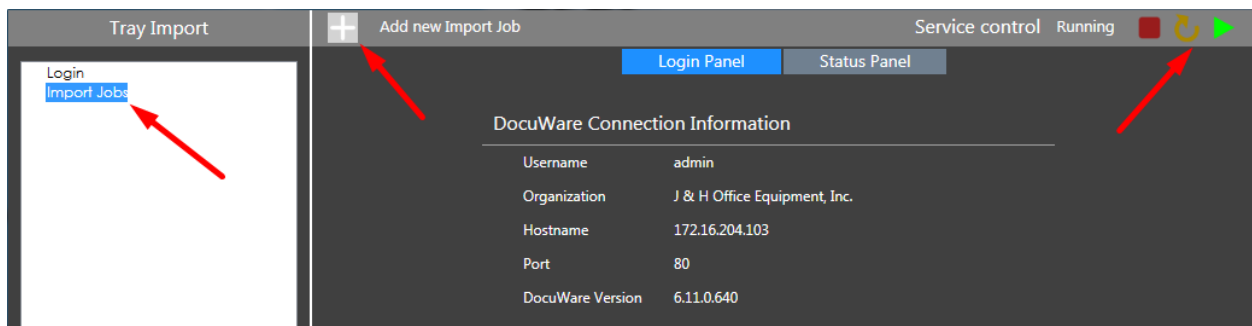 Tray Import
Add new Import Job
Service control Running
Login
Import Jobs
Login Panel
Status Panel
DocuWare Connection Information
Username admin
Organization J & H Office Equipment, Inc.
Hostname 172.16.204.103
Port 80
DocuWare Version 6.11.0.640